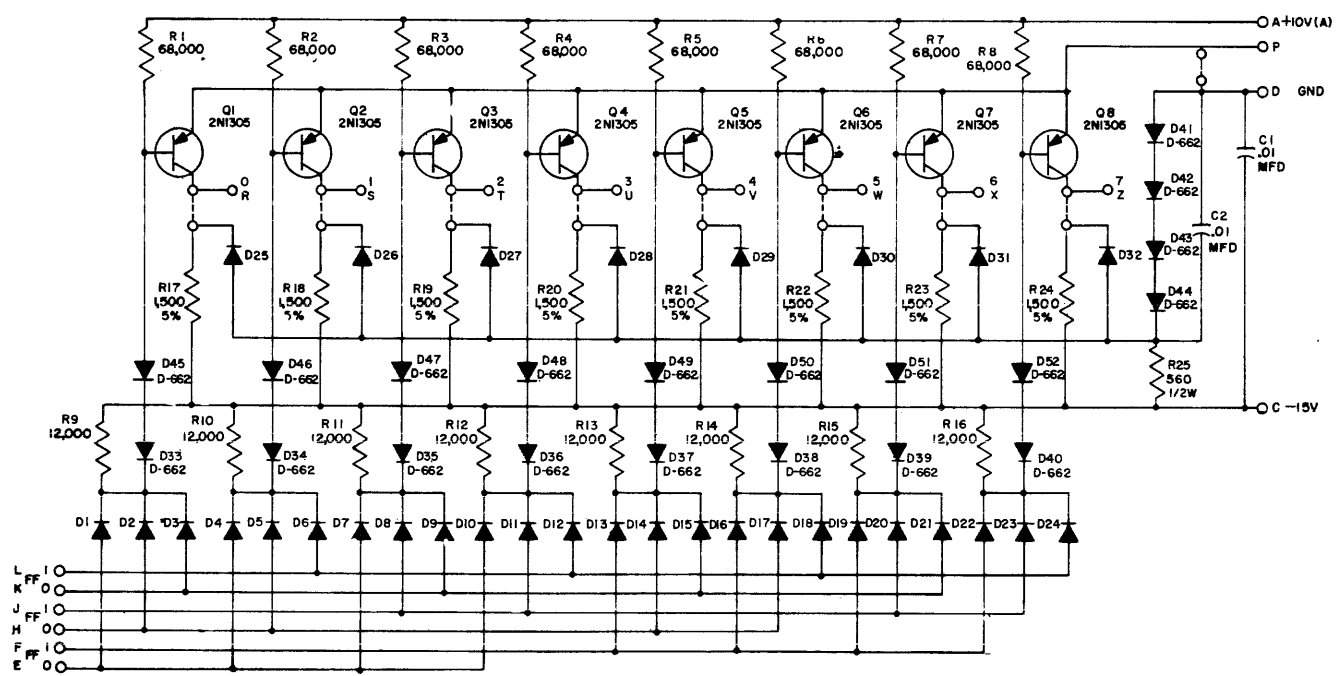 A+10V(A)
R1 68,000
R2 68,000
R3 68,000
R4 68,000
R5 68,000
R6 68,000
R7 68,000
R8 68,000
P
D GND
Q1 2N1305
Q2 2N1305
Q3 2N1305
Q4 2N1305
Q5 2N1305
Q6 2N1305
Q7 2N1305
Q8 2N1305
D41 D-662
C1 .01 MFD
D42 D-662
0 R
1 S
2 T
3 U
4 V
5 W
6 X
7 Z
C2 .01 MFD
D25
D26
D27
D28
D29
D30
D31
D32
D43 D-662
D44 D-662
R17 1,500 5%
R18 1,500 5%
R19 1,500 5%
R20 1,500 5%
R21 1,500 5%
R22 1,500 5%
R23 1,500 5%
R24 1,500 5%
D45 D-662
D46 D-662
D47 D-662
D48 D-662
D49 D-662
D50 D-662
D51 D-662
D52 D-662
R25 560 1/2W
C -15V
R9 12,000
R10 12,000
R11 12,000
R12 12,000
R13 12,000
R14 12,000
R15 12,000
R16 12,000
D33 D-662
D34 D-662
D35 D-662
D36 D-662
D37 D-662
D38 D-662
D39 D-662
D40 D-662
D1 D2 D3 D4 D5 D6 D7 D8 D9 D10 D11 D12 D13 D14 D15 D16 D17 D18 D19 D20 D21 D22 D23 D24
L 1
FF
K 0
J 1
FF
H 0
F 1
FF
E 0